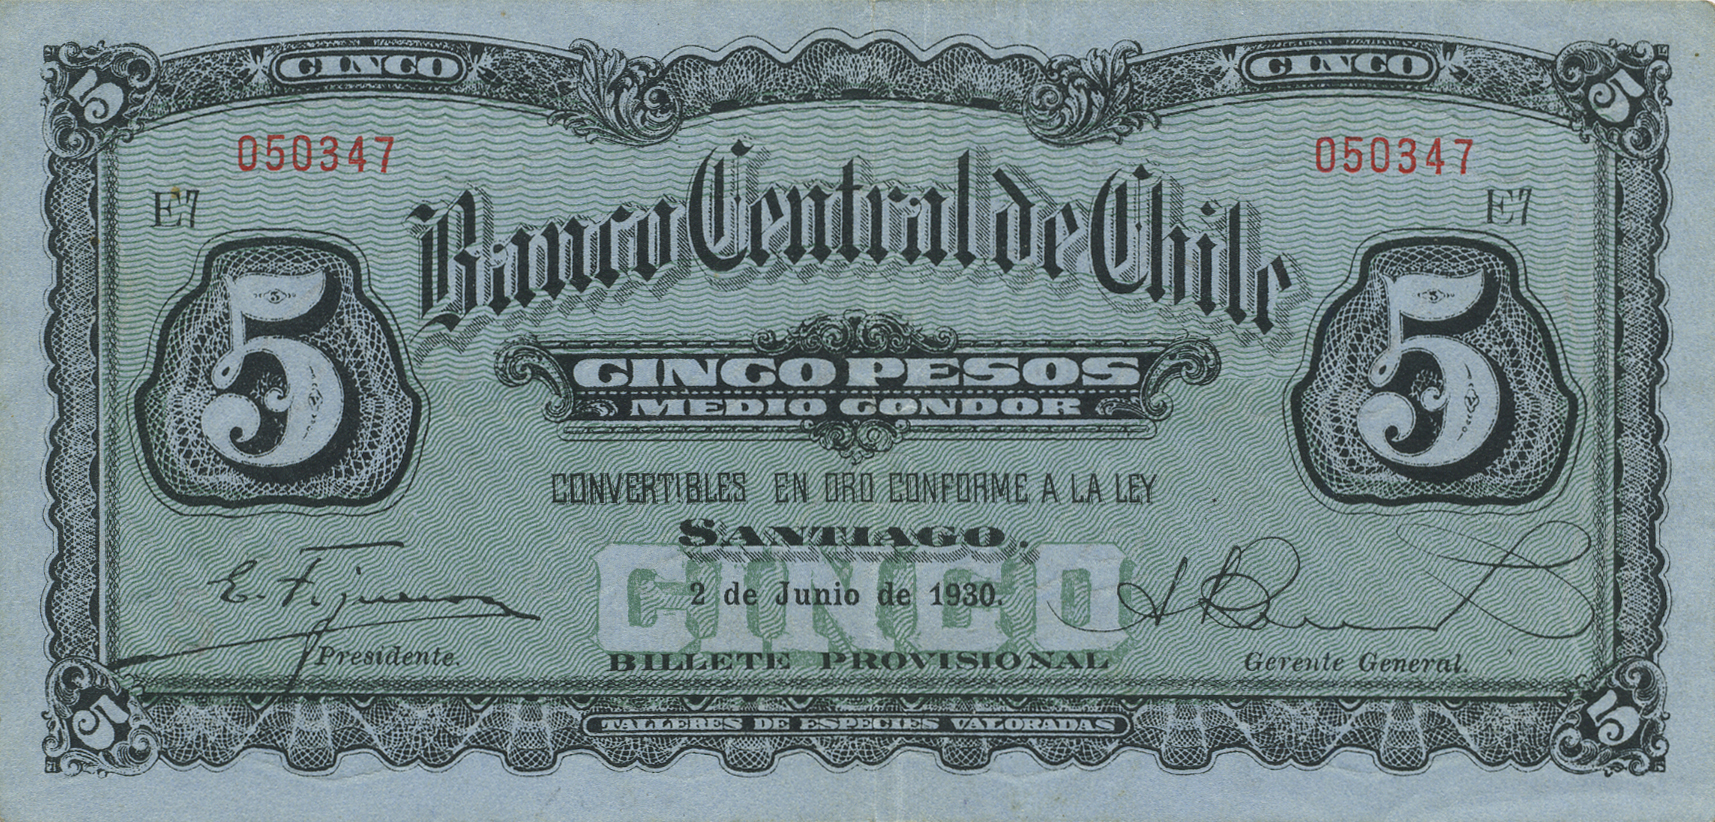 5 CINCO CINCO 5
050347 050347
E7 E7
Banco Central de Chile
5 5
CINCO PESOS
MEDIO CONDOR
CONVERTIBLES EN ORO CONFORME A LA LEY
SANTIAGO.
CINCO
2 de Junio de 1930.
E. Figueroa
Presidente. BILLETE PROVISIONAL Gerente General.
5 TALLERES DE ESPECIES VALORADAS 5